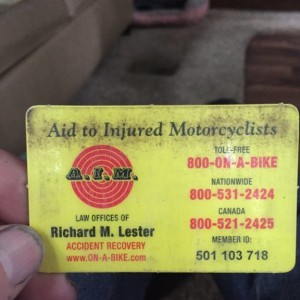 Aid to Injured Motorcyclists
A.I.M.
LAW OFFICES OF
Richard M. Lester
ACCIDENT RECOVERY
www.ON-A-BIKE.com
TOLL-FREE
800-ON-A-BIKE
NATIONWIDE
800-531-2424
CANADA
800-521-2425
MEMBER ID:
501 103 718